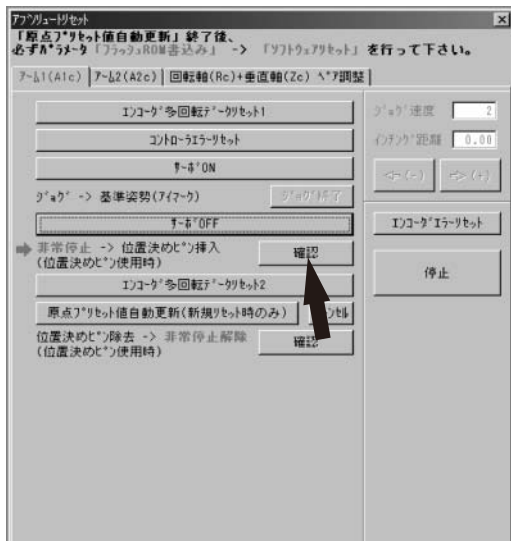 アブソリュートリセット
「原点プリセット値自動更新」終了後、
必ずパラメータ「フラッシュROM書込み」 -> 「ソフトウェアリセット」 を行って下さい。
アーム1(A1c) アーム2(A2c) 回転軸(Rc)+垂直軸(Zc) ペア調整
エンコーダ多回転データリセット1
コントローラエラーリセット
サーボON
ジョグ -> 基準姿勢(アイマーク) ジョグ終了
サーボOFF
非常停止 -> 位置決めピン挿入
(位置決めピン使用時)
確認
エンコーダ多回転データリセット2
原点プリセット値自動更新(新規リセット時のみ)
位置決めピン除去 -> 非常停止解除
(位置決めピン使用時)
確認
ジョグ速度 2
インチング距離 0.00
<-(-) ->(+)
エンコーダエラーリセット
停止